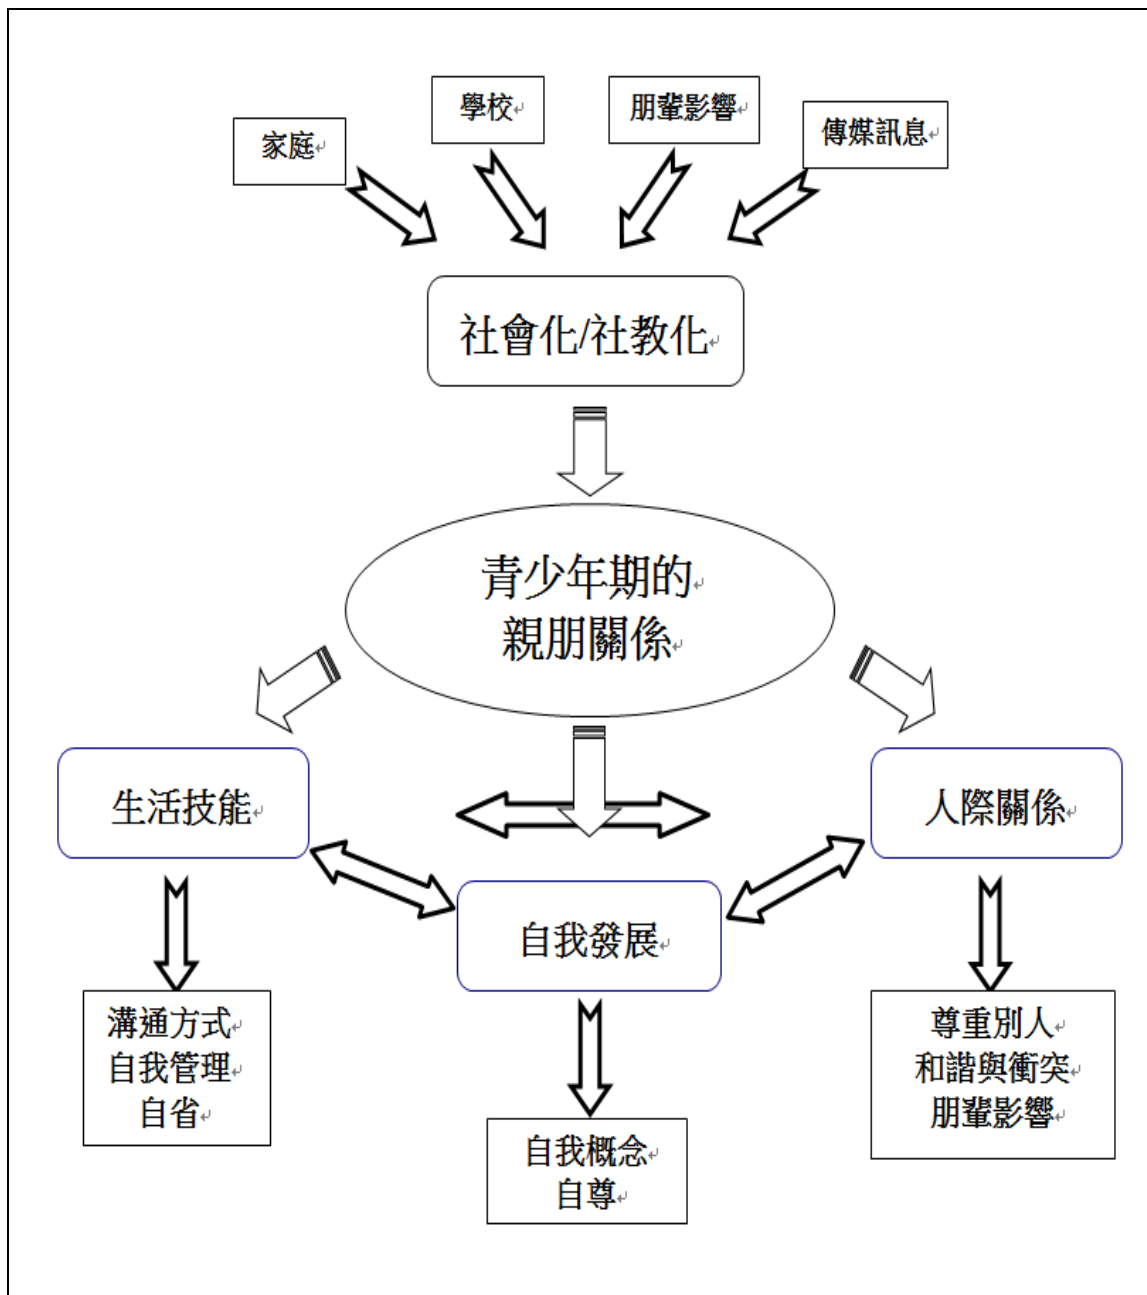 家庭
學校
朋輩影響
傳媒訊息
社會化/社教化
青少年期的
親朋關係
生活技能
人際關係
自我發展
溝通方式
自我管理
自省
自我概念
自尊
尊重別人
和諧與衝突
朋輩影響